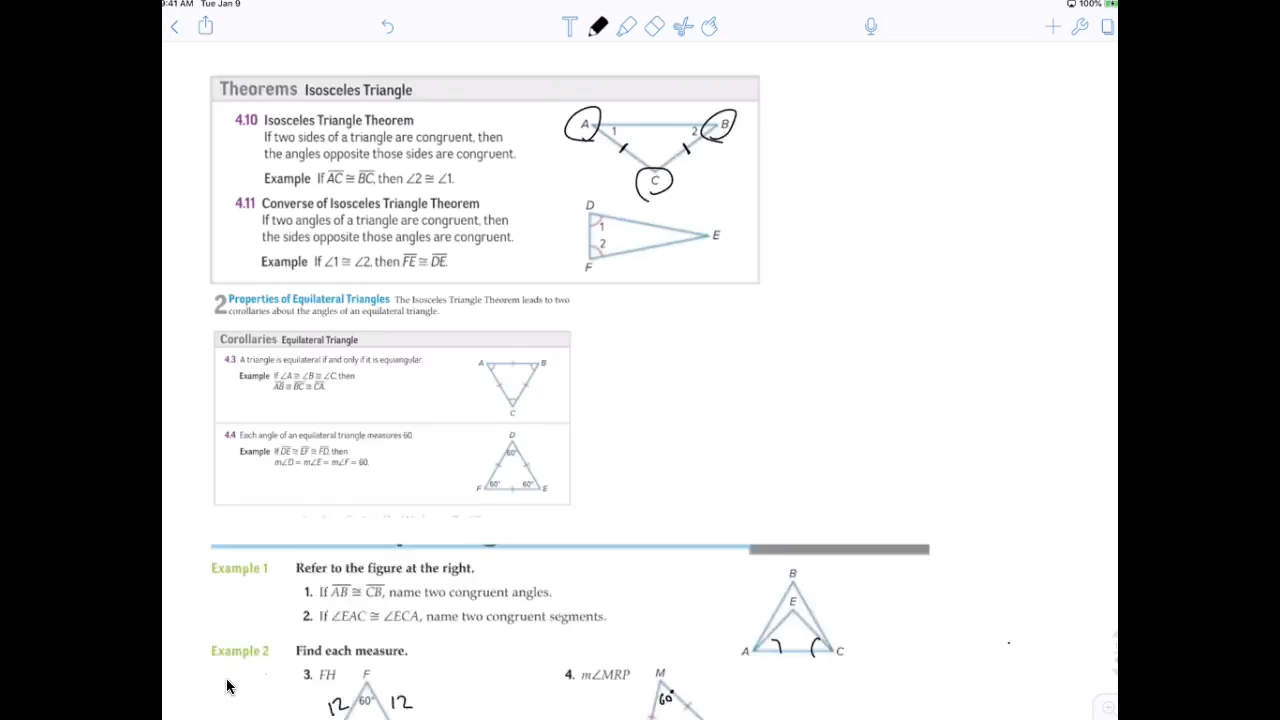 9:41 AM Tue Jan 9
100%
Theorems Isosceles Triangle
4.10 Isosceles Triangle Theorem
If two sides of a triangle are congruent, then
the angles opposite those sides are congruent.
Example If AC ≅ BC, then ∠2 ≅ ∠1.
A 1 2 B
C
4.11 Converse of Isosceles Triangle Theorem
If two angles of a triangle are congruent, then
the sides opposite those angles are congruent.
Example If ∠1 ≅ ∠2, then FE ≅ DE.
D
1
E
2
F
2 Properties of Equilateral Triangles The Isosceles Triangle Theorem leads to two
corollaries about the angles of an equilateral triangle.
Corollaries Equilateral Triangle
4.3 A triangle is equilateral if and only if it is equiangular.
Example If ∠A ≅ ∠B ≅ ∠C, then
AB ≅ BC ≅ CA.
A B
C
4.4 Each angle of an equilateral triangle measures 60.
Example If DE ≅ EF ≅ FD, then
m∠D = m∠E = m∠F = 60.
D
60°
F 60° 60° E
Example 1 Refer to the figure at the right.
1. If AB ≅ CB, name two congruent angles.
2. If ∠EAC ≅ ∠ECA, name two congruent segments.
B
E
A C
Example 2 Find each measure.
3. FH F
12 60° 12
4. m∠MRP M
60°